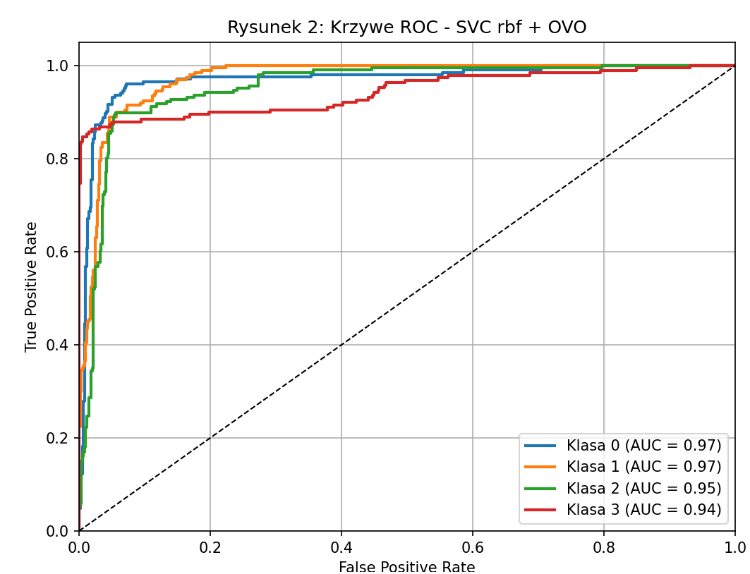 Rysunek 2: Krzywe ROC - SVC rbf + OVO
True Positive Rate
1.0
0.8
0.6
0.4
0.2
0.0
Klasa 0 (AUC = 0.97)
Klasa 1 (AUC = 0.97)
Klasa 2 (AUC = 0.95)
Klasa 3 (AUC = 0.94)
0.0 0.2 0.4 0.6 0.8 1.0
False Positive Rate